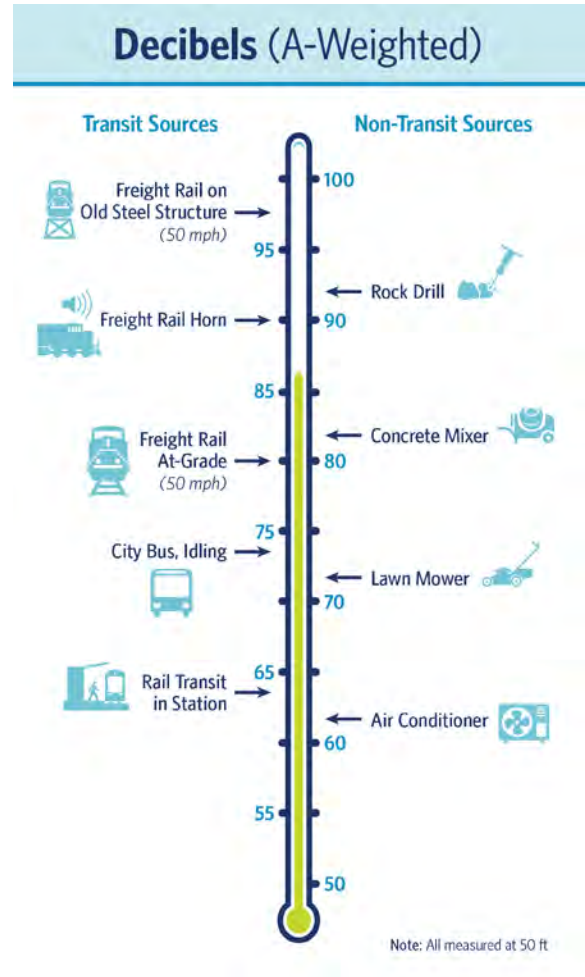 Decibels (A-Weighted)
Transit Sources
Non-Transit Sources
100
Freight Rail on
Old Steel Structure
(50 mph)
95
Rock Drill
Freight Rail Horn
90
85
Concrete Mixer
Freight Rail
At-Grade
(50 mph)
80
75
City Bus, Idling
Lawn Mower
70
65
Rail Transit
in Station
Air Conditioner
60
55
50
Note: All measured at 50 ft